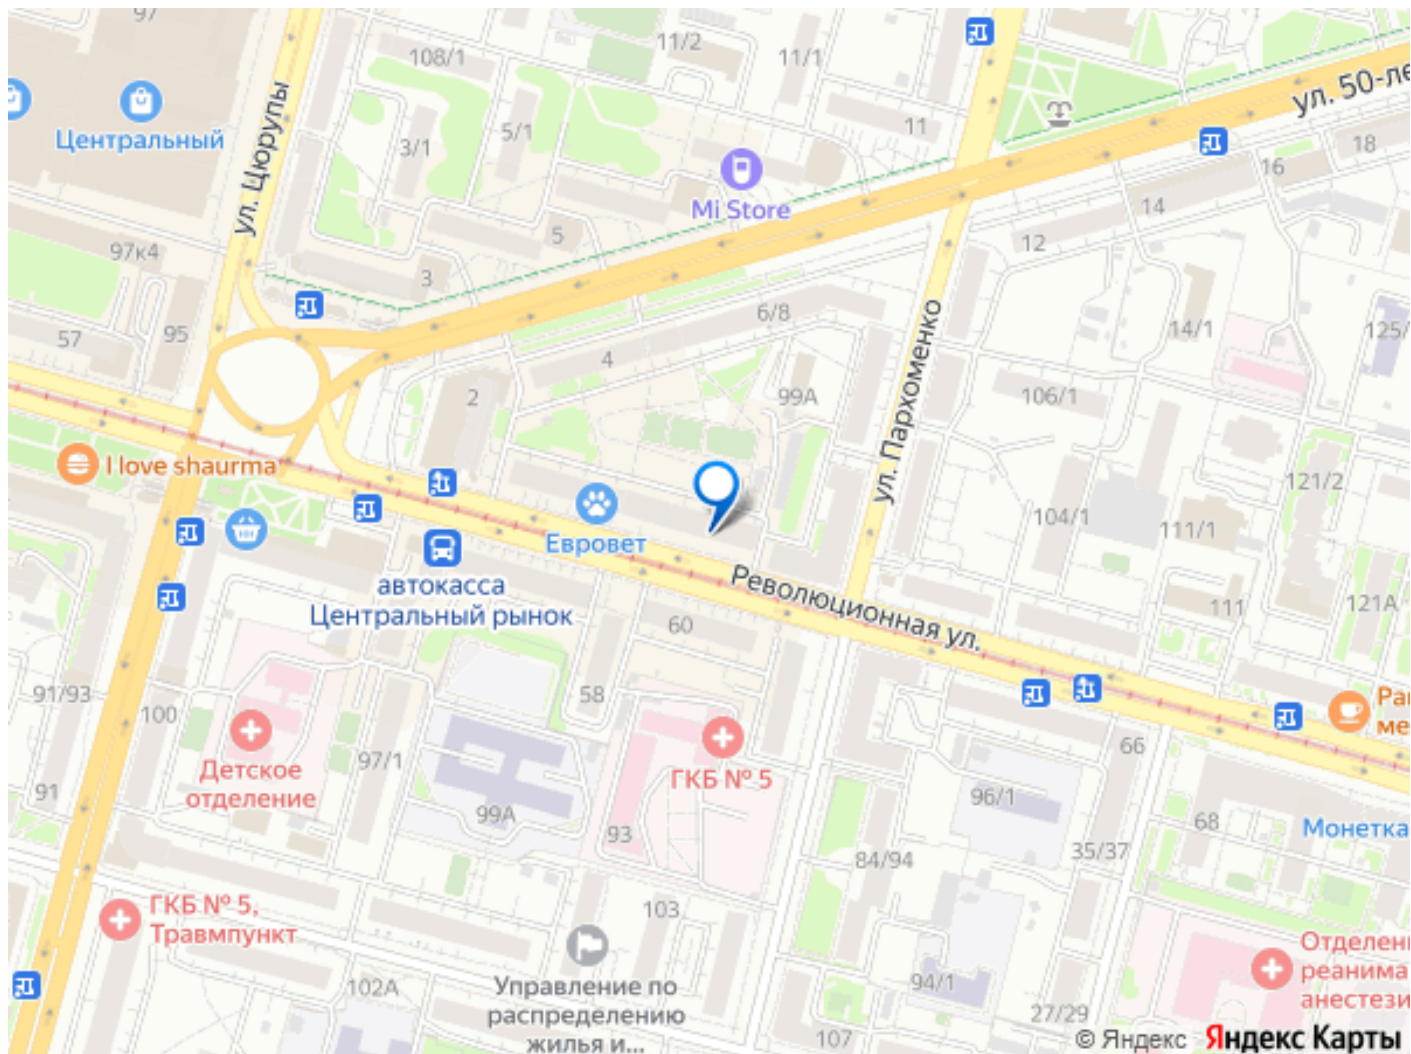 97
108/1
11/2
11/1
ул. 50-ле
Центральный
ул. Цюрупы
3/1
5/1
11
18
16
Mi Store
14
97к4
5
12
3
6/8
57
95
14/1
125/
4
2
99А
106/1
ул. Пархоменко
I love shaurma
121/2
104/1
111/1
Евровет
автокасса
Центральный рынок
Революционная ул.
111
121А
60
91/93
100
58
Ра
ме
66
97/1
Детское
отделение
ГКБ № 5
91
96/1
99А
93
68
Монетка
84/94
35/37
ГКБ № 5,
Травмпункт
103
Отделени
реанима
анестези
102А
Управление по
распределению
жилья и...
94/1
27/29
107
© Яндекс Яндекс Карты